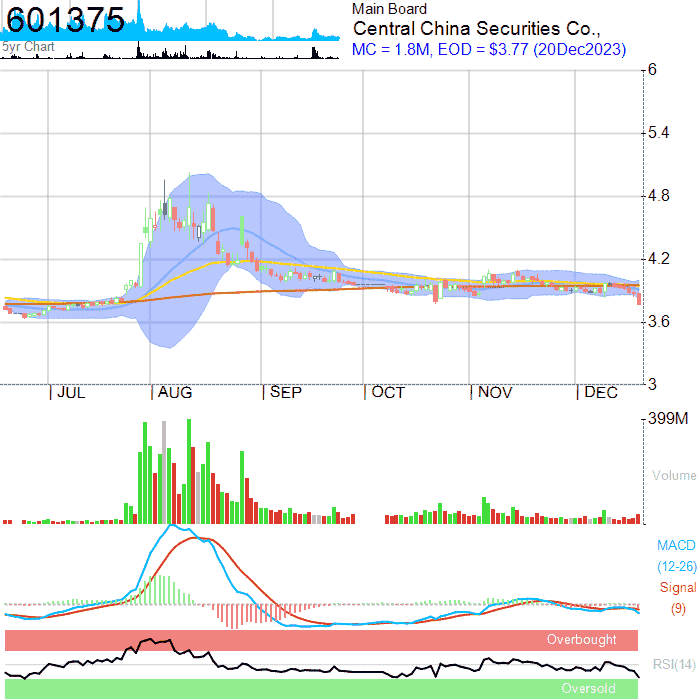 601375
5yr Chart
Main Board
Central China Securities Co.,
MC = 1.8M, EOD = $3.77 (20Dec2023)
6
5.4
4.8
4.2
3.6
3
JUL AUG SEP OCT NOV DEC
399M
Volume
MACD
(12-26)
Signal
(9)
Overbought
RSI(14)
Oversold